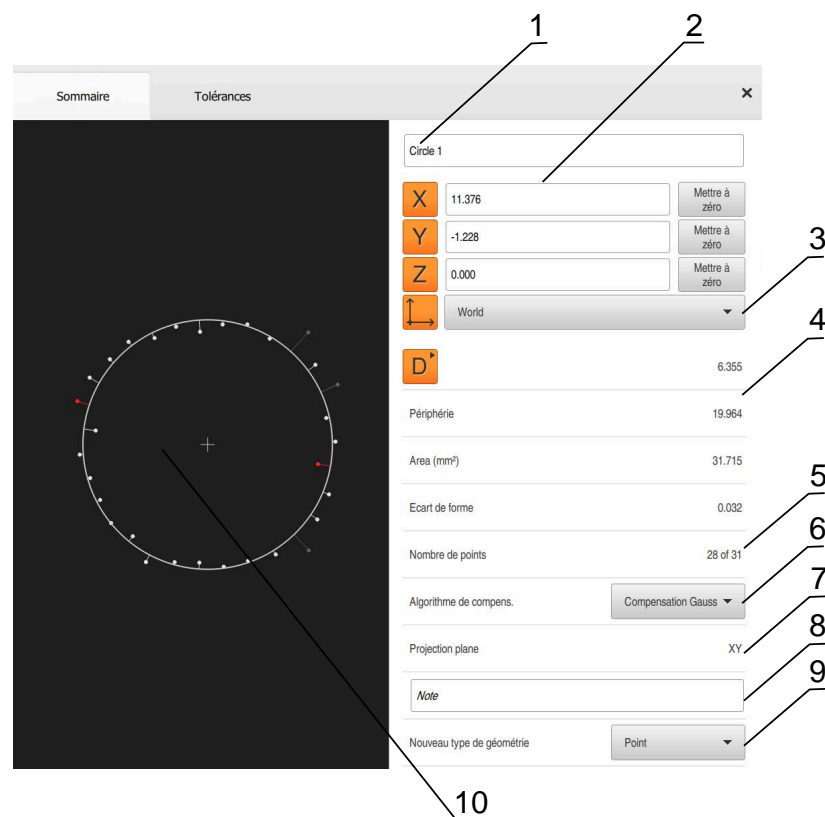 1
2
Sommaire Tolérances ×
Circle 1
X 11.376 Mettre à zéro
Y -1.228 Mettre à zéro
3
Z 0.000 Mettre à zéro
World
4
D 6.355
Périphérie 19.964
Area (mm²) 31.715
5
Ecart de forme 0.032
6
Nombre de points 28 of 31
7
Algorithme de compens. Compensation Gauss
8
Projection plane XY
9
Note
Nouveau type de géométrie Point
10